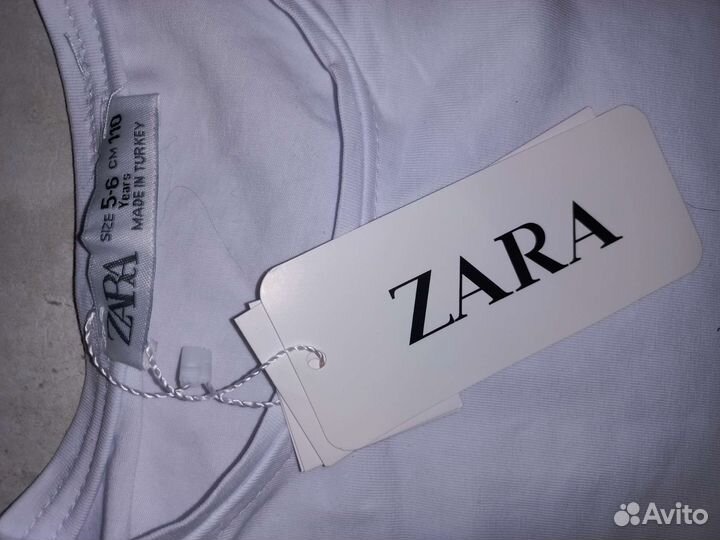 ZARA
SIZE 5-6 CM 110
Years
MADE IN TURKEY
ZARA
Avito